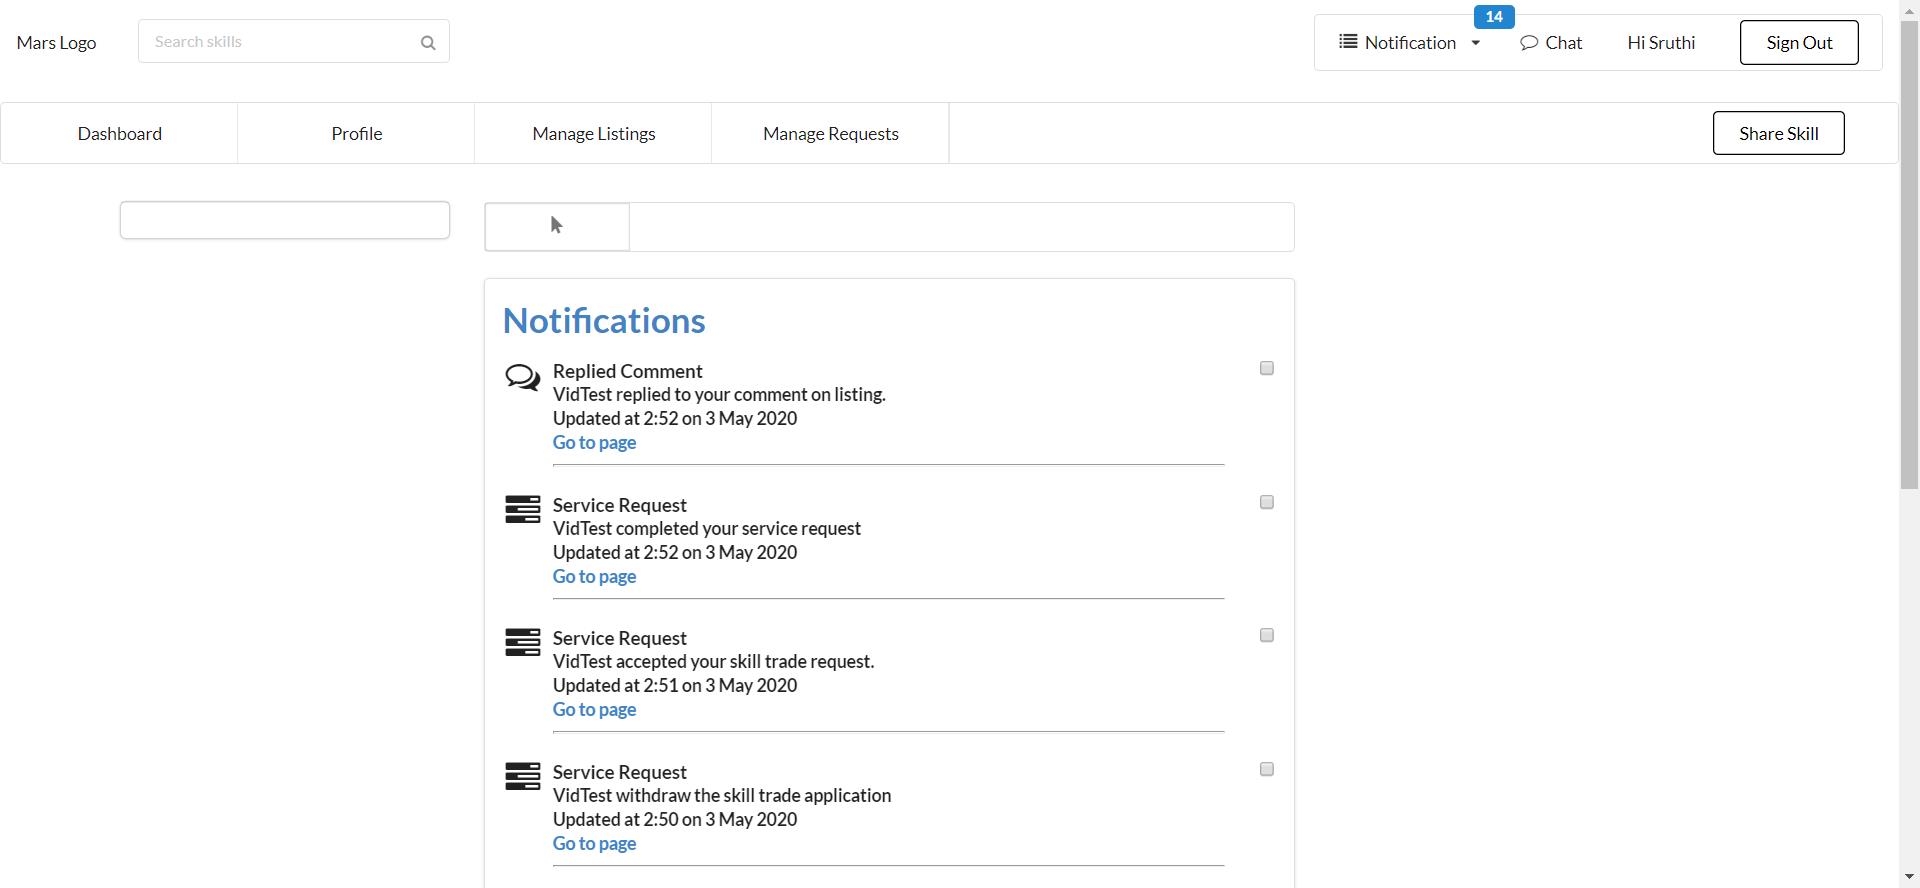 Mars Logo
Search skills
14
Notification
Chat
Hi Sruthi
Sign Out
Dashboard
Profile
Manage Listings
Manage Requests
Share Skill
Notifications
Replied Comment
VidTest replied to your comment on listing.
Updated at 2:52 on 3 May 2020
Go to page
Service Request
VidTest completed your service request
Updated at 2:52 on 3 May 2020
Go to page
Service Request
VidTest accepted your skill trade request.
Updated at 2:51 on 3 May 2020
Go to page
Service Request
VidTest withdraw the skill trade application
Updated at 2:50 on 3 May 2020
Go to page